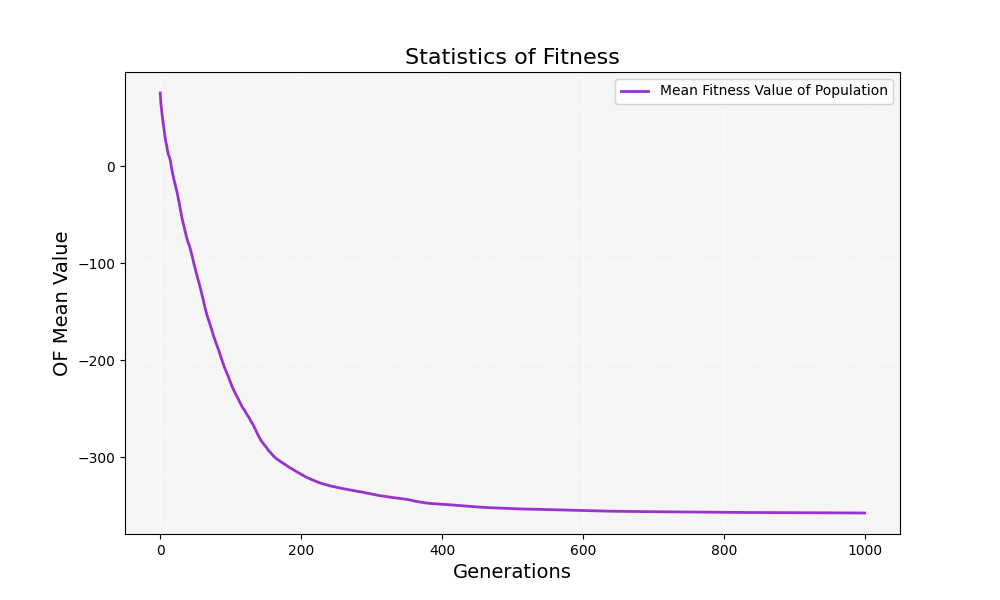 Statistics of Fitness
Mean Fitness Value of Population
OF Mean Value
0
−100
−200
−300
0 200 400 600 800 1000
Generations